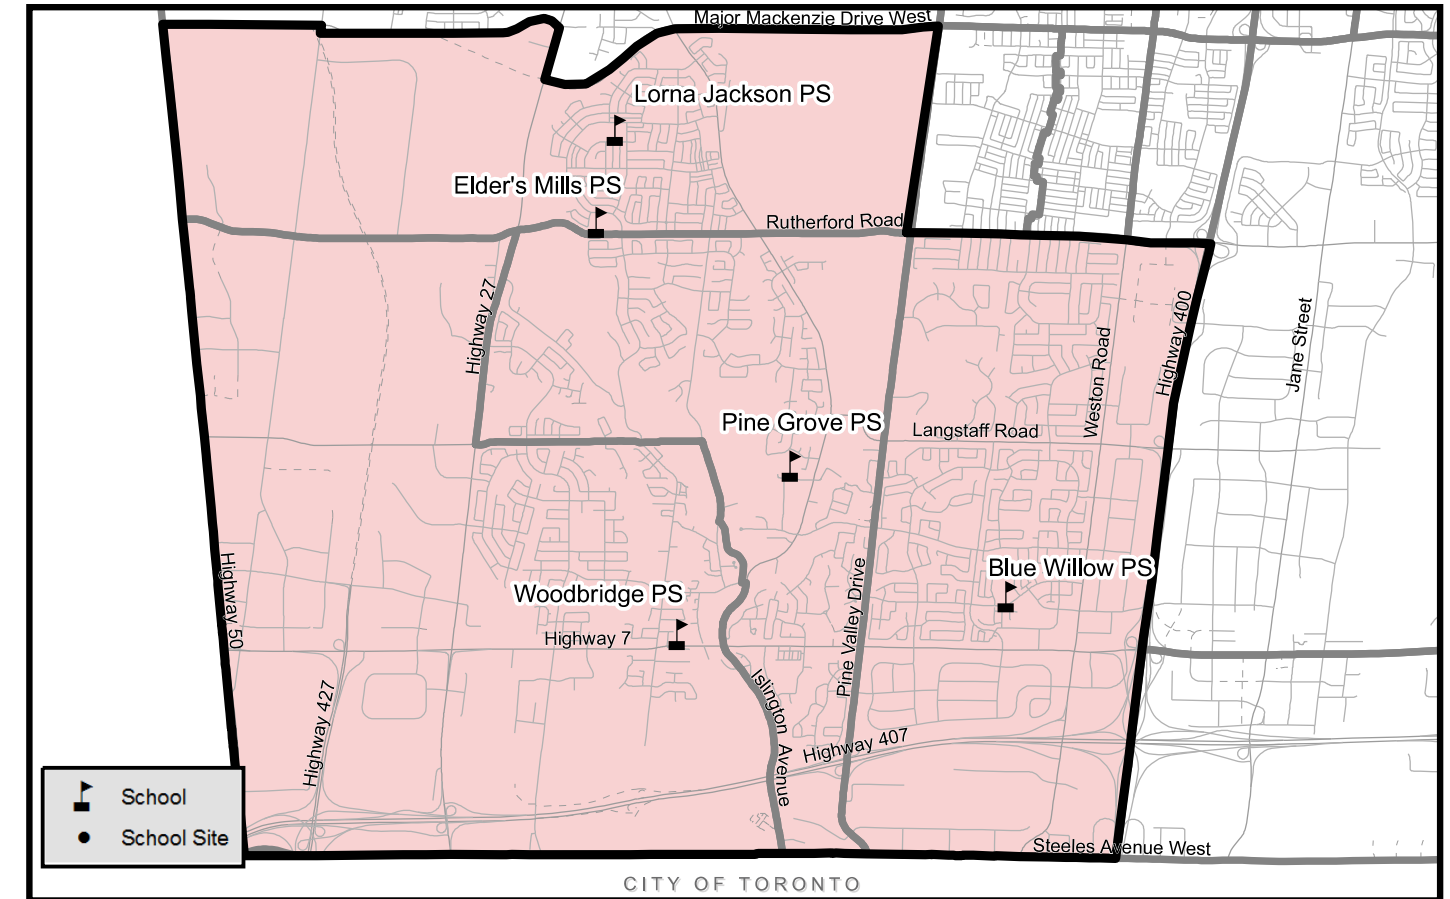 Major Mackenzie Drive West
Lorna Jackson PS
Elder's Mills PS
Rutherford Road
Highway 27
Highway 400
Jane Street
Weston Road
Pine Grove PS
Langstaff Road
Highway 50
Blue Willow PS
Pine Valley Drive
Woodbridge PS
Highway 7
Islington Avenue
Highway 427
Highway 407
School
School Site
Steeles Avenue West
CITY OF TORONTO